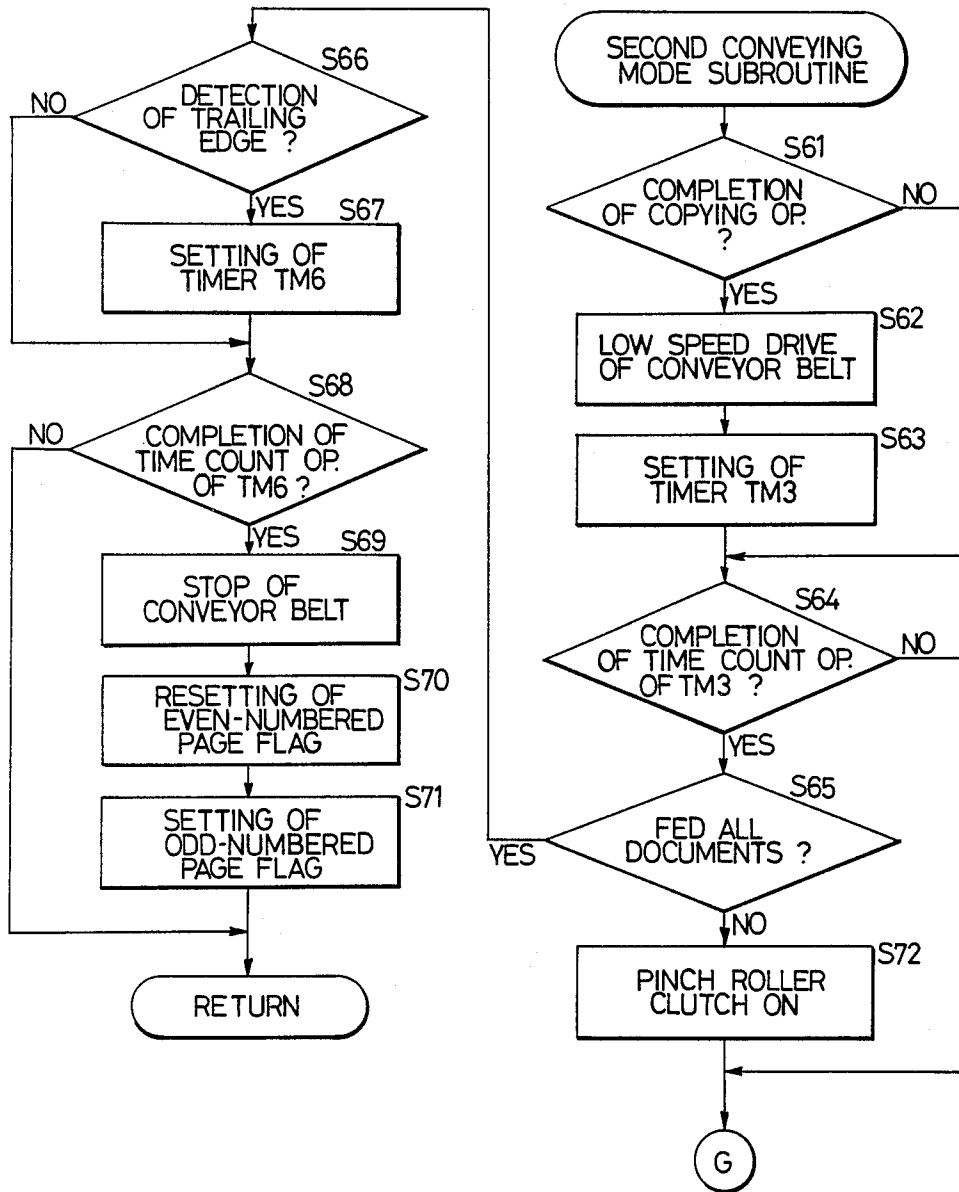 SECOND CONVEYING
MODE SUBROUTINE
S61
COMPLETION
OF COPYING OP.
?
NO
YES
S62
LOW SPEED DRIVE
OF CONVEYOR BELT
S63
SETTING OF
TIMER TM3
S64
COMPLETION
OF TIME COUNT OP.
OF TM3 ?
NO
YES
S65
FED ALL
DOCUMENTS ?
YES
NO
S72
PINCH ROLLER
CLUTCH ON
G
S66
DETECTION
OF TRAILING
EDGE ?
NO
YES
S67
SETTING OF
TIMER TM6
S68
COMPLETION OF
TIME COUNT OP.
OF TM6 ?
NO
YES
S69
STOP OF
CONVEYOR BELT
S70
RESETTING OF
EVEN-NUMBERED
PAGE FLAG
S71
SETTING OF
ODD-NUMBERED
PAGE FLAG
RETURN